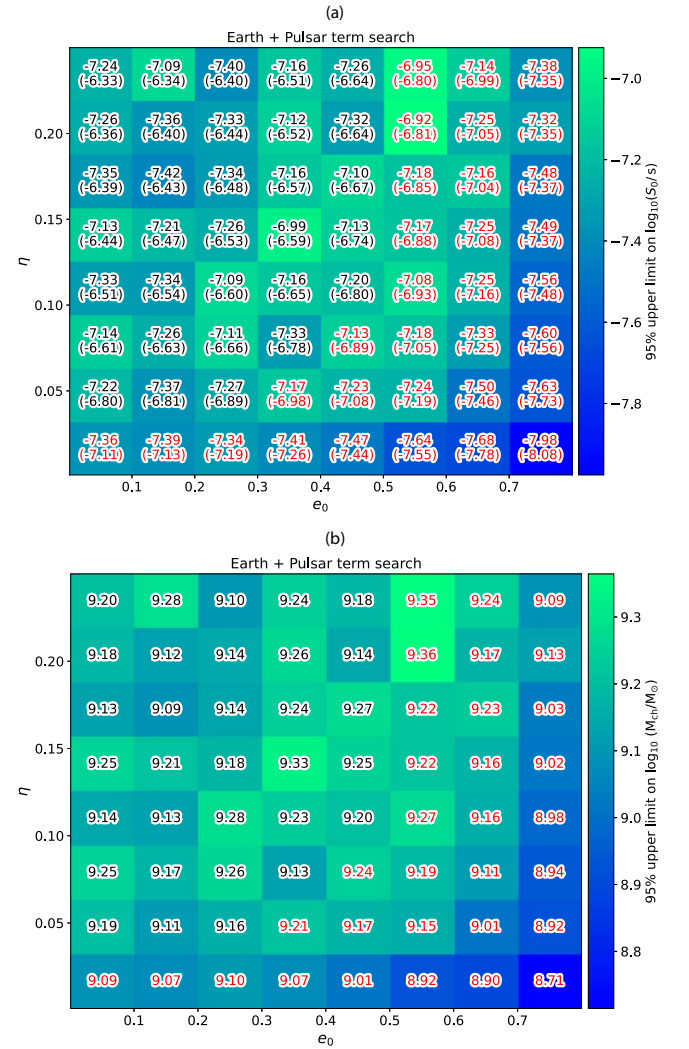 (a)
Earth + Pulsar term search
-7.24 -7.09 -7.40 -7.16 -7.26 -6.95 -7.14 -7.38
(-6.33) (-6.34) (-6.40) (-6.51) (-6.64) (-6.80) (-6.99) (-7.35)
-7.26 -7.36 -7.33 -7.12 -7.32 -6.92 -7.25 -7.32
(-6.36) (-6.40) (-6.44) (-6.52) (-6.64) (-6.81) (-7.05) (-7.35)
-7.35 -7.42 -7.34 -7.16 -7.10 -7.18 -7.16 -7.48
(-6.39) (-6.43) (-6.48) (-6.57) (-6.67) (-6.85) (-7.04) (-7.37)
-7.13 -7.21 -7.26 -6.99 -7.13 -7.17 -7.25 -7.49
(-6.44) (-6.47) (-6.53) (-6.59) (-6.74) (-6.88) (-7.08) (-7.37)
-7.33 -7.34 -7.09 -7.16 -7.20 -7.08 -7.25 -7.56
(-6.51) (-6.54) (-6.60) (-6.65) (-6.80) (-6.93) (-7.16) (-7.48)
-7.14 -7.26 -7.11 -7.33 -7.13 -7.18 -7.33 -7.60
(-6.61) (-6.63) (-6.66) (-6.78) (-6.89) (-7.05) (-7.25) (-7.56)
-7.22 -7.37 -7.27 -7.17 -7.23 -7.24 -7.50 -7.63
(-6.80) (-6.81) (-6.89) (-6.98) (-7.08) (-7.19) (-7.46) (-7.73)
-7.36 -7.39 -7.34 -7.41 -7.47 -7.64 -7.68 -7.98
(-7.11) (-7.13) (-7.19) (-7.26) (-7.44) (-7.55) (-7.78) (-8.08)
0.20
0.15
0.10
0.05
η
0.1 0.2 0.3 0.4 0.5 0.6 0.7
e₀
−7.0
−7.2
−7.4
−7.6
−7.8
95% upper limit on log₁₀(S₀/s)
(b)
Earth + Pulsar term search
9.20 9.28 9.10 9.24 9.18 9.35 9.24 9.09
9.18 9.12 9.14 9.26 9.14 9.36 9.17 9.13
9.13 9.09 9.14 9.24 9.27 9.22 9.23 9.03
9.25 9.21 9.18 9.33 9.25 9.22 9.16 9.02
9.14 9.13 9.28 9.23 9.20 9.27 9.16 8.98
9.25 9.17 9.26 9.13 9.24 9.19 9.11 8.94
9.19 9.11 9.16 9.21 9.17 9.15 9.01 8.92
9.09 9.07 9.10 9.07 9.01 8.92 8.90 8.71
0.20
0.15
0.10
0.05
η
0.1 0.2 0.3 0.4 0.5 0.6 0.7
e₀
9.3
9.2
9.1
9.0
8.9
8.8
95% upper limit on log₁₀ (M_ch/M_⊙)